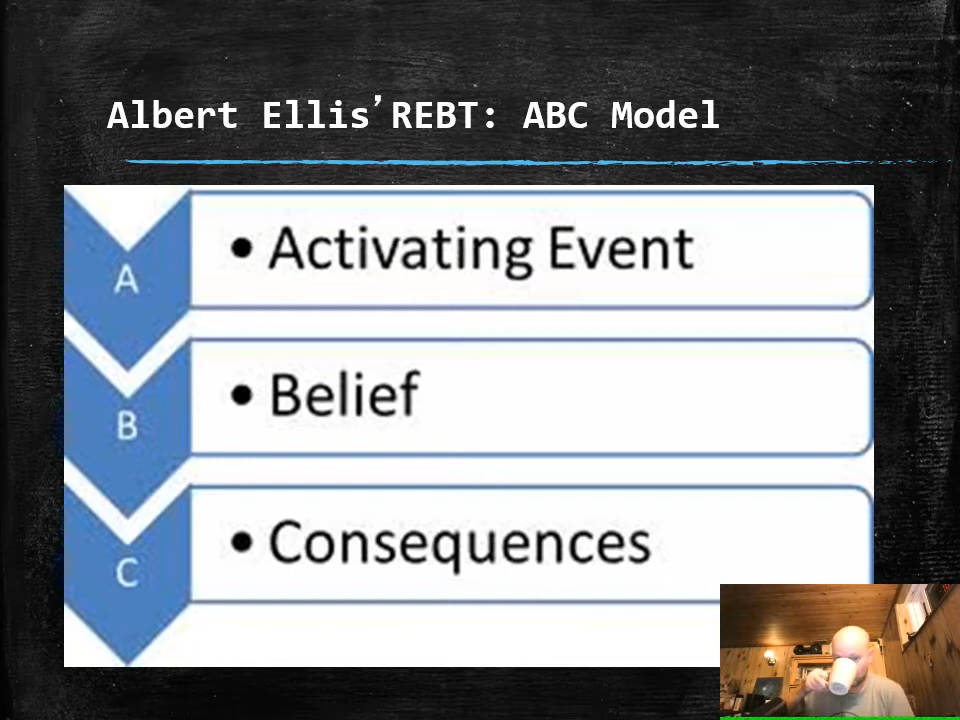 Albert Ellis’ REBT: ABC Model
A
• Activating Event
B
• Belief
C
• Consequences